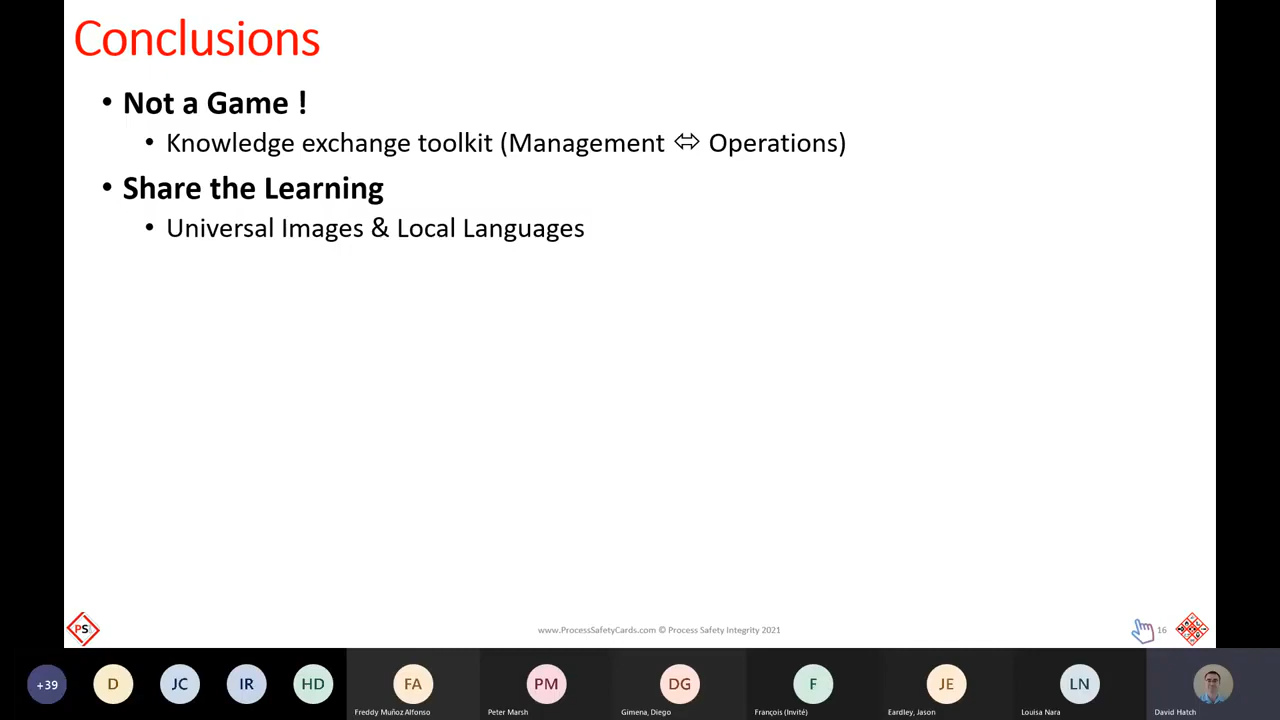 Conclusions
• Not a Game !
• Knowledge exchange toolkit (Management ⬄ Operations)
• Share the Learning
• Universal Images & Local Languages
PS
www.ProcessSafetyCards.com © Process Safety Integrity 2021
16
+39
D
JC
IR
HD
FA
PM
DG
F
JE
LN
Freddy Muñoz Alfonso
Peter Marsh
Gimena, Diego
François (Invité)
Eardley, Jason
Louisa Nara
David Hatch